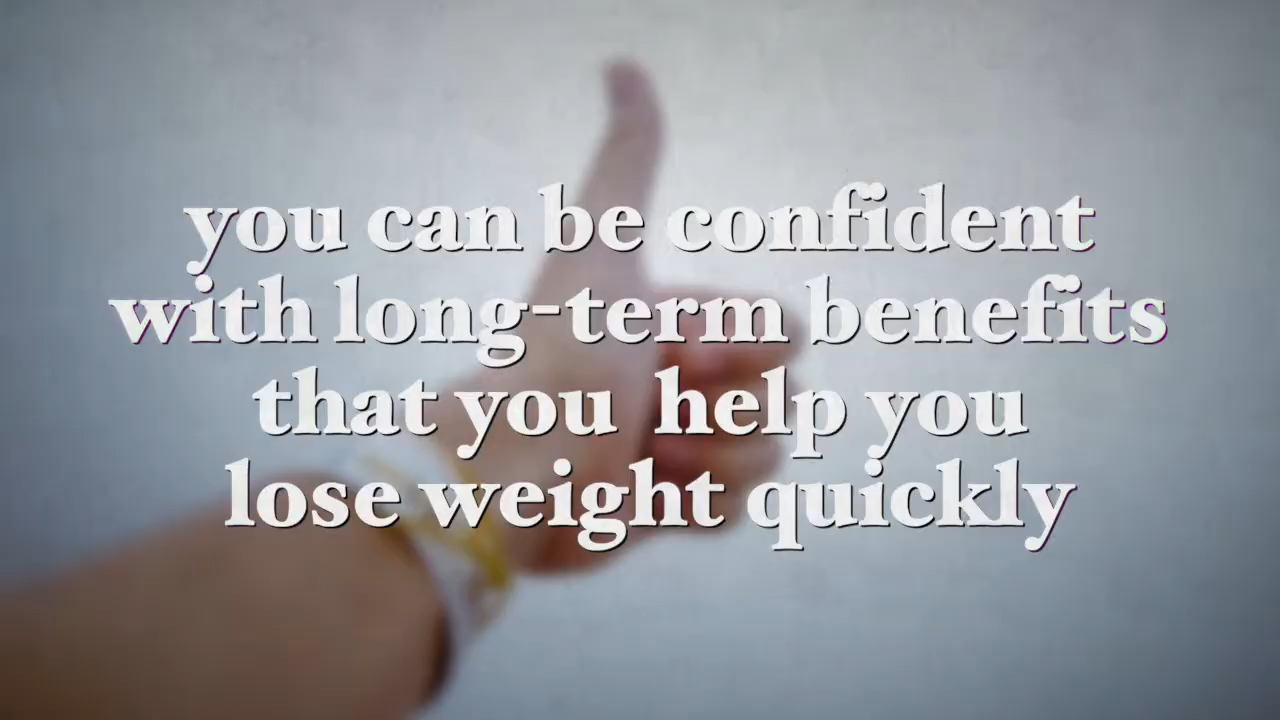 you can be confident
with long-term benefits
that you help you
lose weight quickly